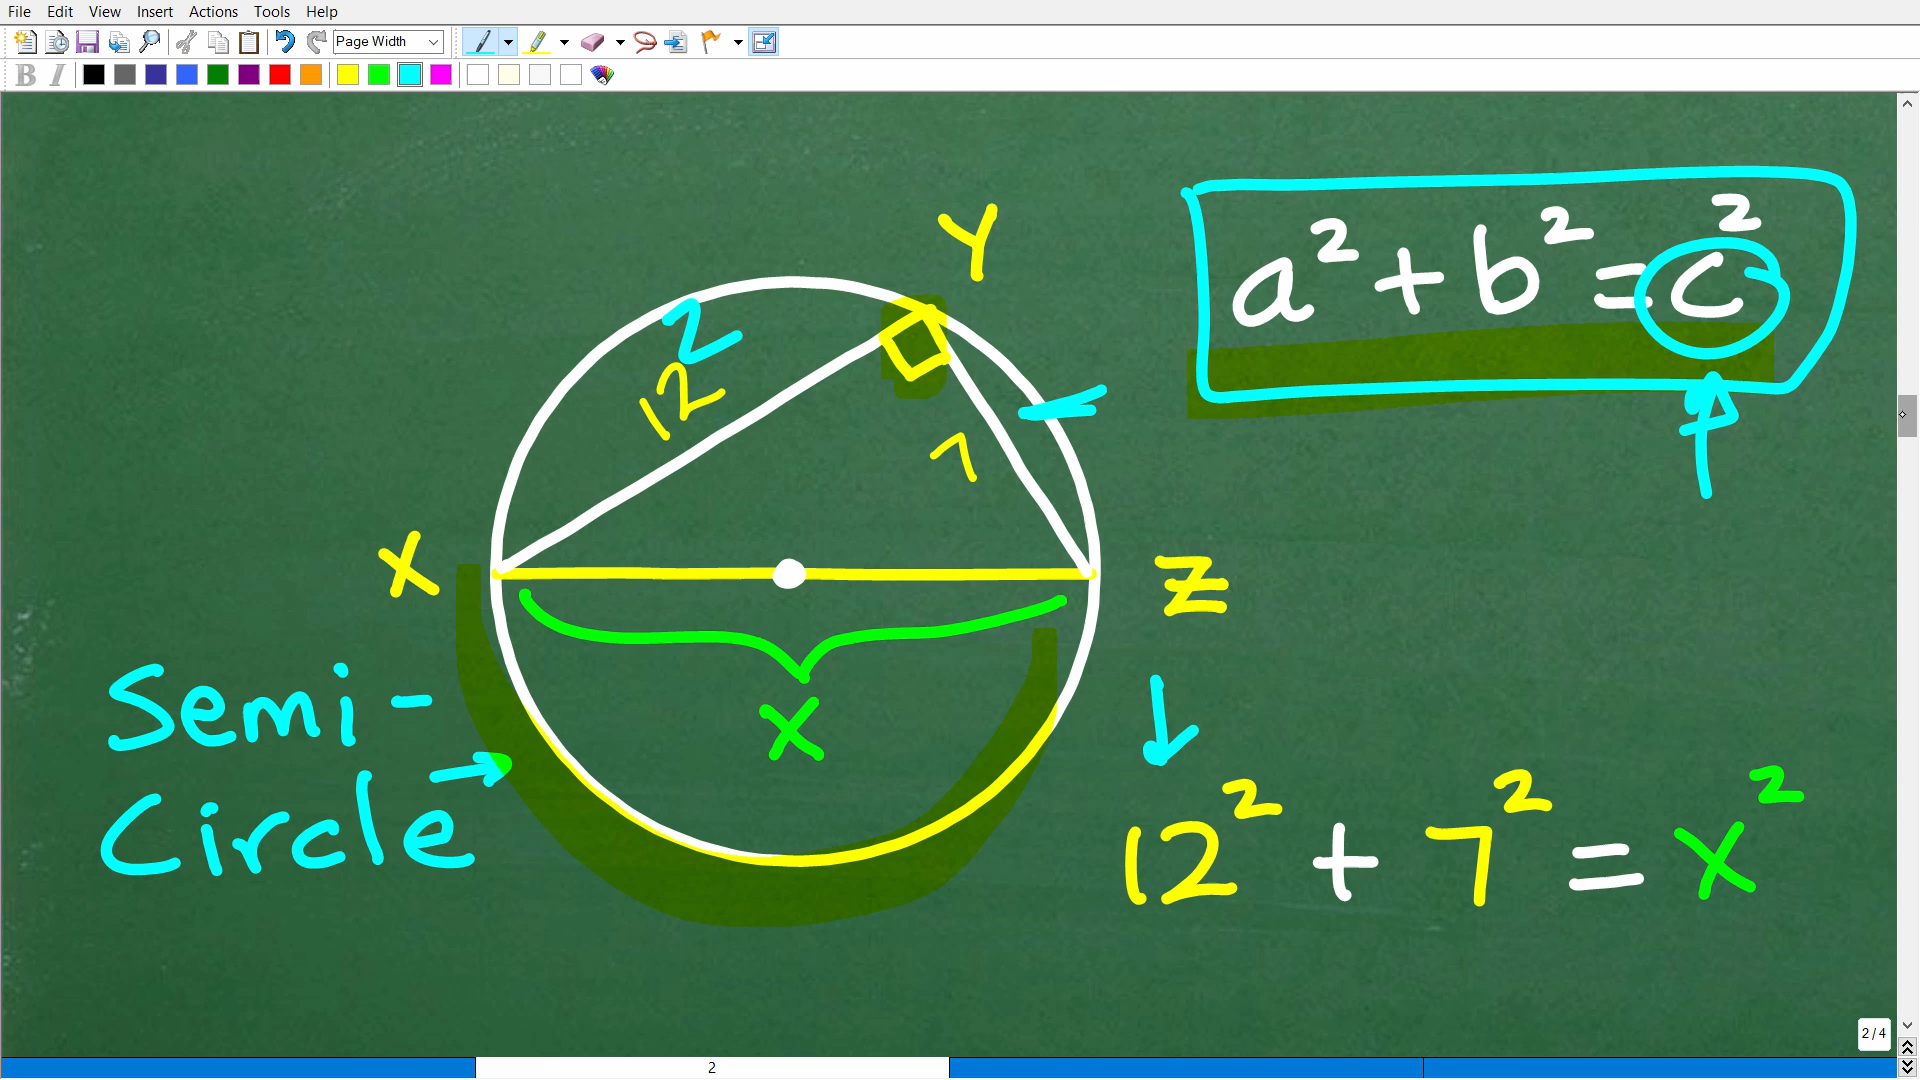 File Edit View Insert Actions Tools Help
Page Width
B I
a² + b² = c²
Y
2
12
7
X
Z
X
Semi-
Circle
12² + 7² = x²
2 / 4
2